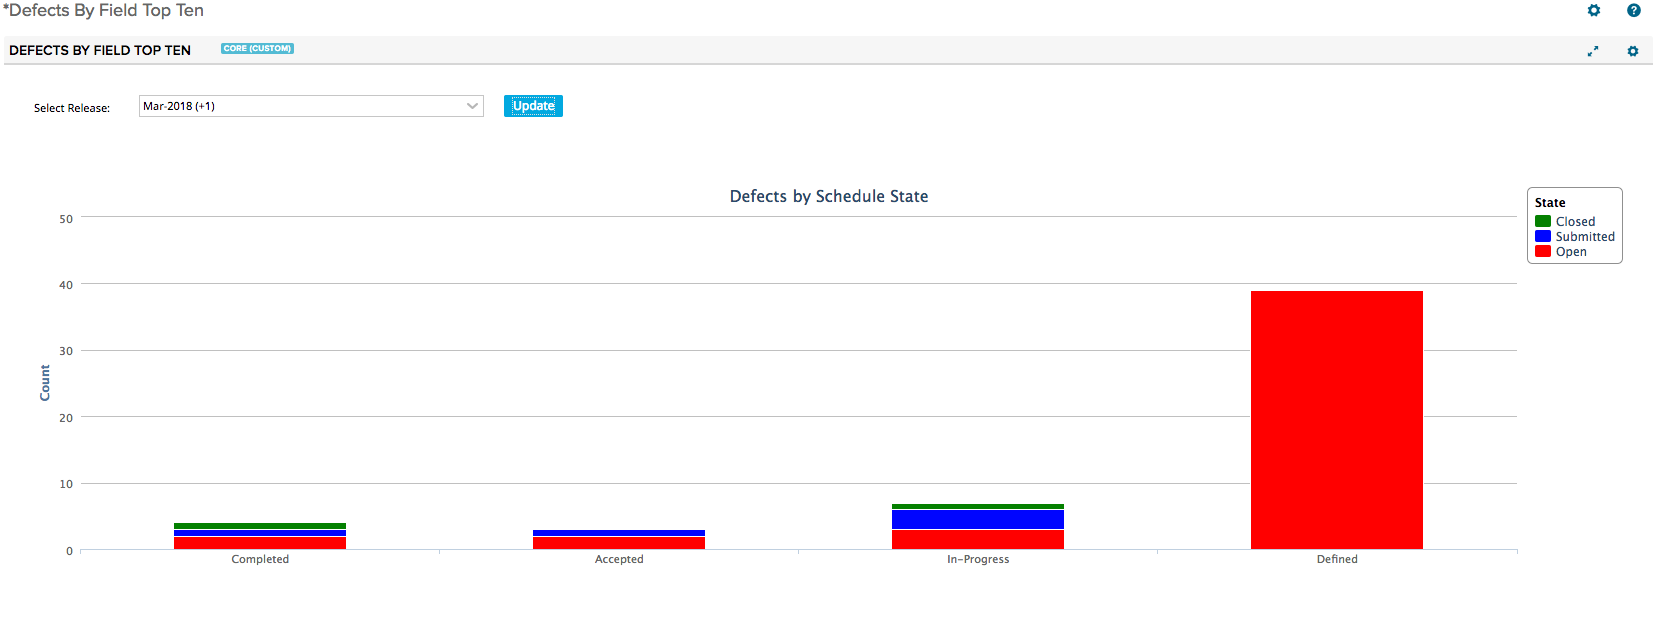 *Defects By Field Top Ten
DEFECTS BY FIELD TOP TEN CORE (CUSTOM)
Select Release: Mar-2018 (+1) Update
Defects by Schedule State
State
Closed
Submitted
Open
Count
50
40
30
20
10
0
Completed Accepted In-Progress Defined